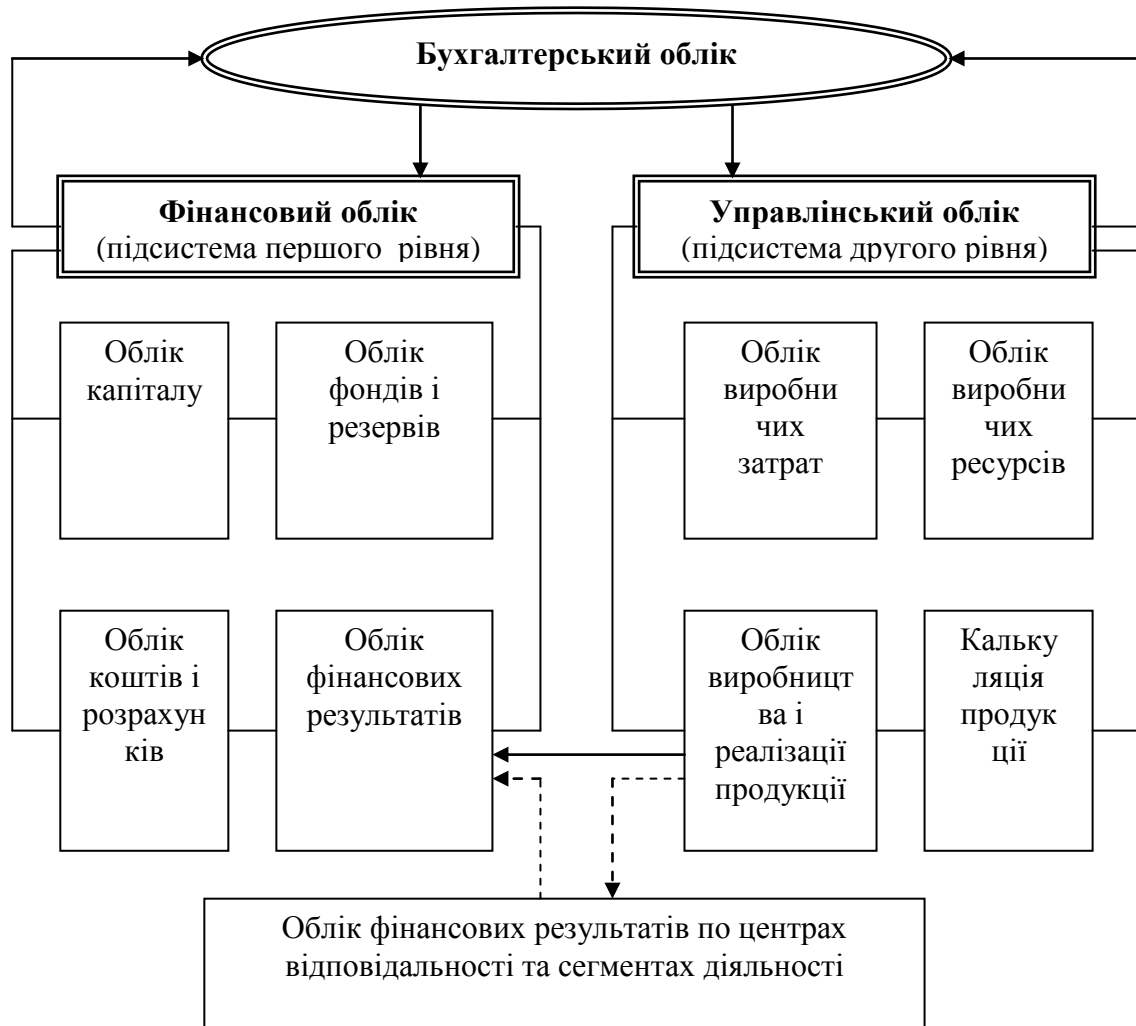 Бухгалтерський облік
Фінансовий облік
(підсистема першого рівня)
Управлінський облік
(підсистема другого рівня)
Облік
капіталу
Облік
фондів і
резервів
Облік
виробни
чих
затрат
Облік
виробни
чих
ресурсів
Облік
коштів і
розрахун
ків
Облік
фінансових
результатів
Облік
виробницт
ва і
реалізації
продукції
Кальку
ляція
продук
ції
Облік фінансових результатів по центрах
відповідальності та сегментах діяльності